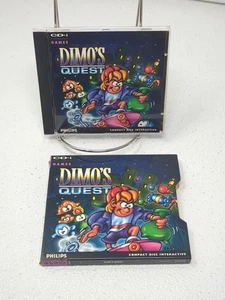 CD-i
GAMES
DIMO'S
QUEST
PHILIPS
COMPACT DISC INTERACTIVE
CD-i
GAMES
DIMO'S
QUEST
PHILIPS
COMPACT DISC INTERACTIVE